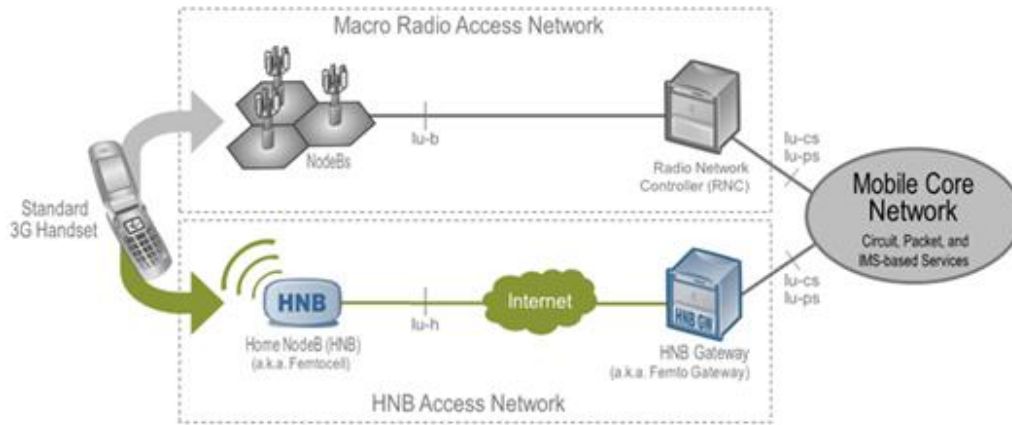 Macro Radio Access Network
NodeBs
Iu-b
Radio Network
Controller (RNC)
Iu-cs
Iu-ps
Standard
3G Handset
Mobile Core
Network
Circuit, Packet, and
IMS-based Services
HNB
Iu-h
Internet
HNB GW
Iu-cs
Iu-ps
Home NodeB (HNB)
(a.k.a. Femtocell)
HNB Gateway
(a.k.a. Femto Gateway)
HNB Access Network